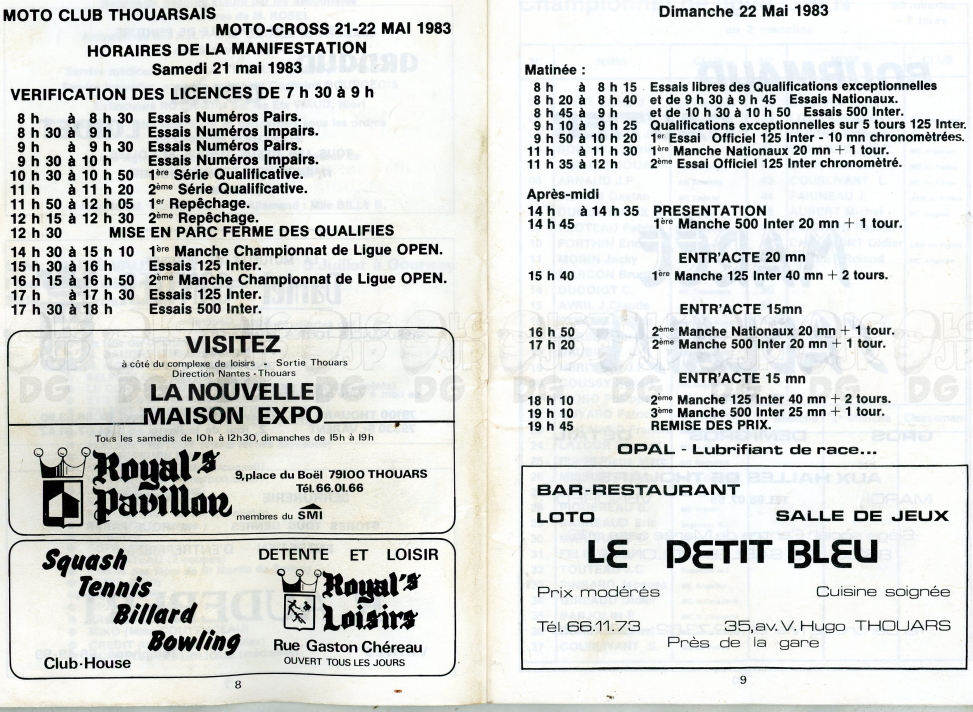 MOTO CLUB THOUARSAIS
MOTO-CROSS 21-22 MAI 1983
HORAIRES DE LA MANIFESTATION
Samedi 21 mai 1983
VERIFICATION DES LICENCES DE 7 h 30 à 9 h
8 h à 8 h 30 Essais Numéros Pairs.
8 h 30 à 9 h Essais Numéros Impairs.
9 h à 9 h 30 Essais Numéros Pairs.
9 h 30 à 10 h Essais Numéros Impairs.
10 h 30 à 10 h 50 1ère Série Qualificative.
11 h à 11 h 20 2ème Série Qualificative.
11 h 50 à 12 h 05 1er Repêchage.
12 h 15 à 12 h 30 2ème Repêchage.
12 h 30 MISE EN PARC FERME DES QUALIFIES
14 h 30 à 15 h 10 1ère Manche Championnat de Ligue OPEN.
15 h 30 à 16 h Essais 125 Inter.
16 h 15 à 16 h 50 2ème Manche Championnat de Ligue OPEN.
17 h à 17 h 30 Essais 125 Inter.
17 h 30 à 18 h Essais 500 Inter.
VISITEZ
à côté du complexe de loisirs - Sortie Thouars
Direction Nantes - Thouars
LA NOUVELLE
MAISON EXPO
Tous les samedis de 10h à 12h30, dimanches de 15h à 19h
Royal's
Pavillon
9, place du Boël 79100 THOUARS
Tél. 66.01.66
membres du SMI
Squash
Tennis
Billard
Bowling
Club-House
DETENTE ET LOISIR
Royal's
Loisirs
Rue Gaston Chéreau
OUVERT TOUS LES JOURS
8
Dimanche 22 Mai 1983
Matinée :
8 h à 8 h 15 Essais libres des Qualifications exceptionnelles
8 h 20 à 8 h 40 et de 9 h 30 à 9 h 45 Essais Nationaux.
8 h 45 à 9 h et de 10 h 30 à 10 h 50 Essais 500 Inter.
9 h 10 à 9 h 25 Qualifications exceptionnelles sur 5 tours 125 Inter.
9 h 50 à 10 h 20 1er Essai Officiel 125 Inter - 10 mn chronomètrées.
11 h à 11 h 30 1ère Manche Nationaux 20 mn + 1 tour.
11 h 35 à 12 h 2ème Essai Officiel 125 Inter chronomètré.
Après-midi
14 h à 14 h 35 PRESENTATION
14 h 45 1ère Manche 500 Inter 20 mn + 1 tour.
ENTR'ACTE 20 mn
15 h 40 1ère Manche 125 Inter 40 mn + 2 tours.
ENTR'ACTE 15mn
16 h 50 2ème Manche Nationaux 20 mn + 1 tour.
17 h 20 2ème Manche 500 Inter 20 mn + 1 tour.
ENTR'ACTE 15 mn
18 h 10 2ème Manche 125 Inter 40 mn + 2 tours.
19 h 10 3ème Manche 500 Inter 25 mn + 1 tour.
19 h 45 REMISE DES PRIX.
OPAL - Lubrifiant de race...
BAR-RESTAURANT
LOTO SALLE DE JEUX
LE PETIT BLEU
Prix modérés Cuisine soignée
Tél. 66.11.73 35, av. V. Hugo THOUARS
Près de la gare
9